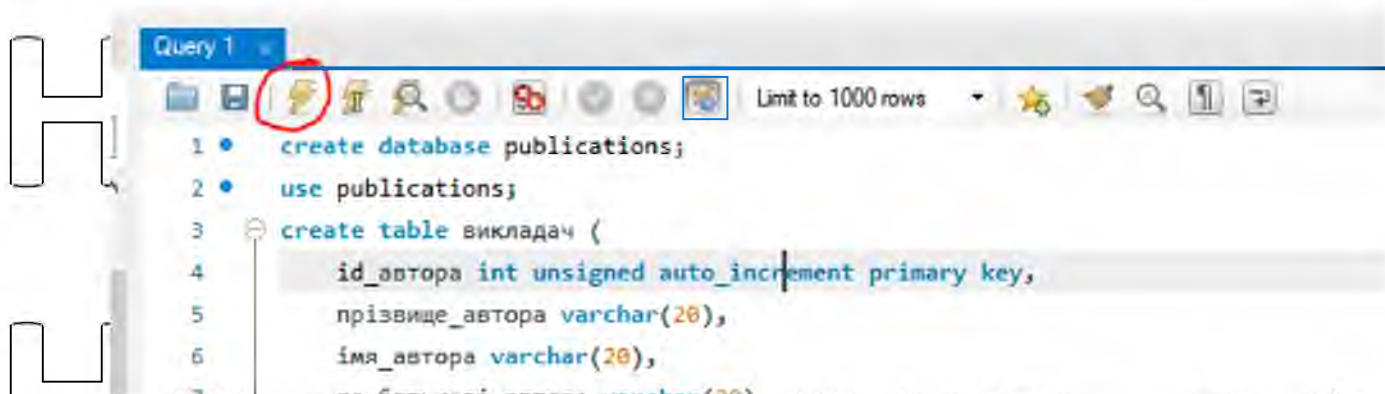 Query 1
Limit to 1000 rows
1 create database publications;
2 use publications;
3 create table викладач (
4 id_автора int unsigned auto_increment primary key,
5 прізвище_автора varchar(20),
6 імя_автора varchar(20),